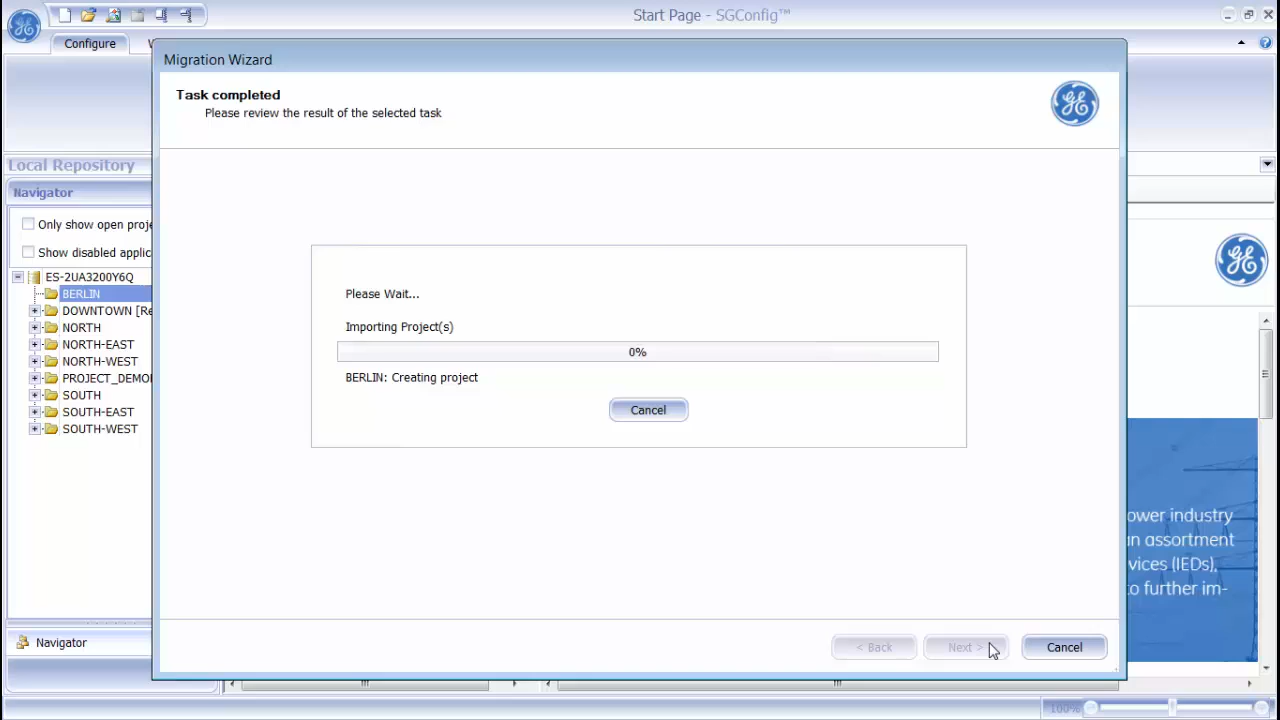 Start Page - SGConfig™
Configure
Migration Wizard
Task completed
Please review the result of the selected task
Local Repository
Navigator
Only show open proje
Show disabled applic
ES-2UA3200Y6Q
BERLIN
DOWNTOWN [Re
NORTH
NORTH-EAST
NORTH-WEST
PROJECT_DEMO
SOUTH
SOUTH-EAST
SOUTH-WEST
Please Wait...
Importing Project(s)
0%
BERLIN: Creating project
Cancel
ower industry
an assortment
vices (IEDs),
to further im-
Navigator
< Back
Next >
Cancel
100%